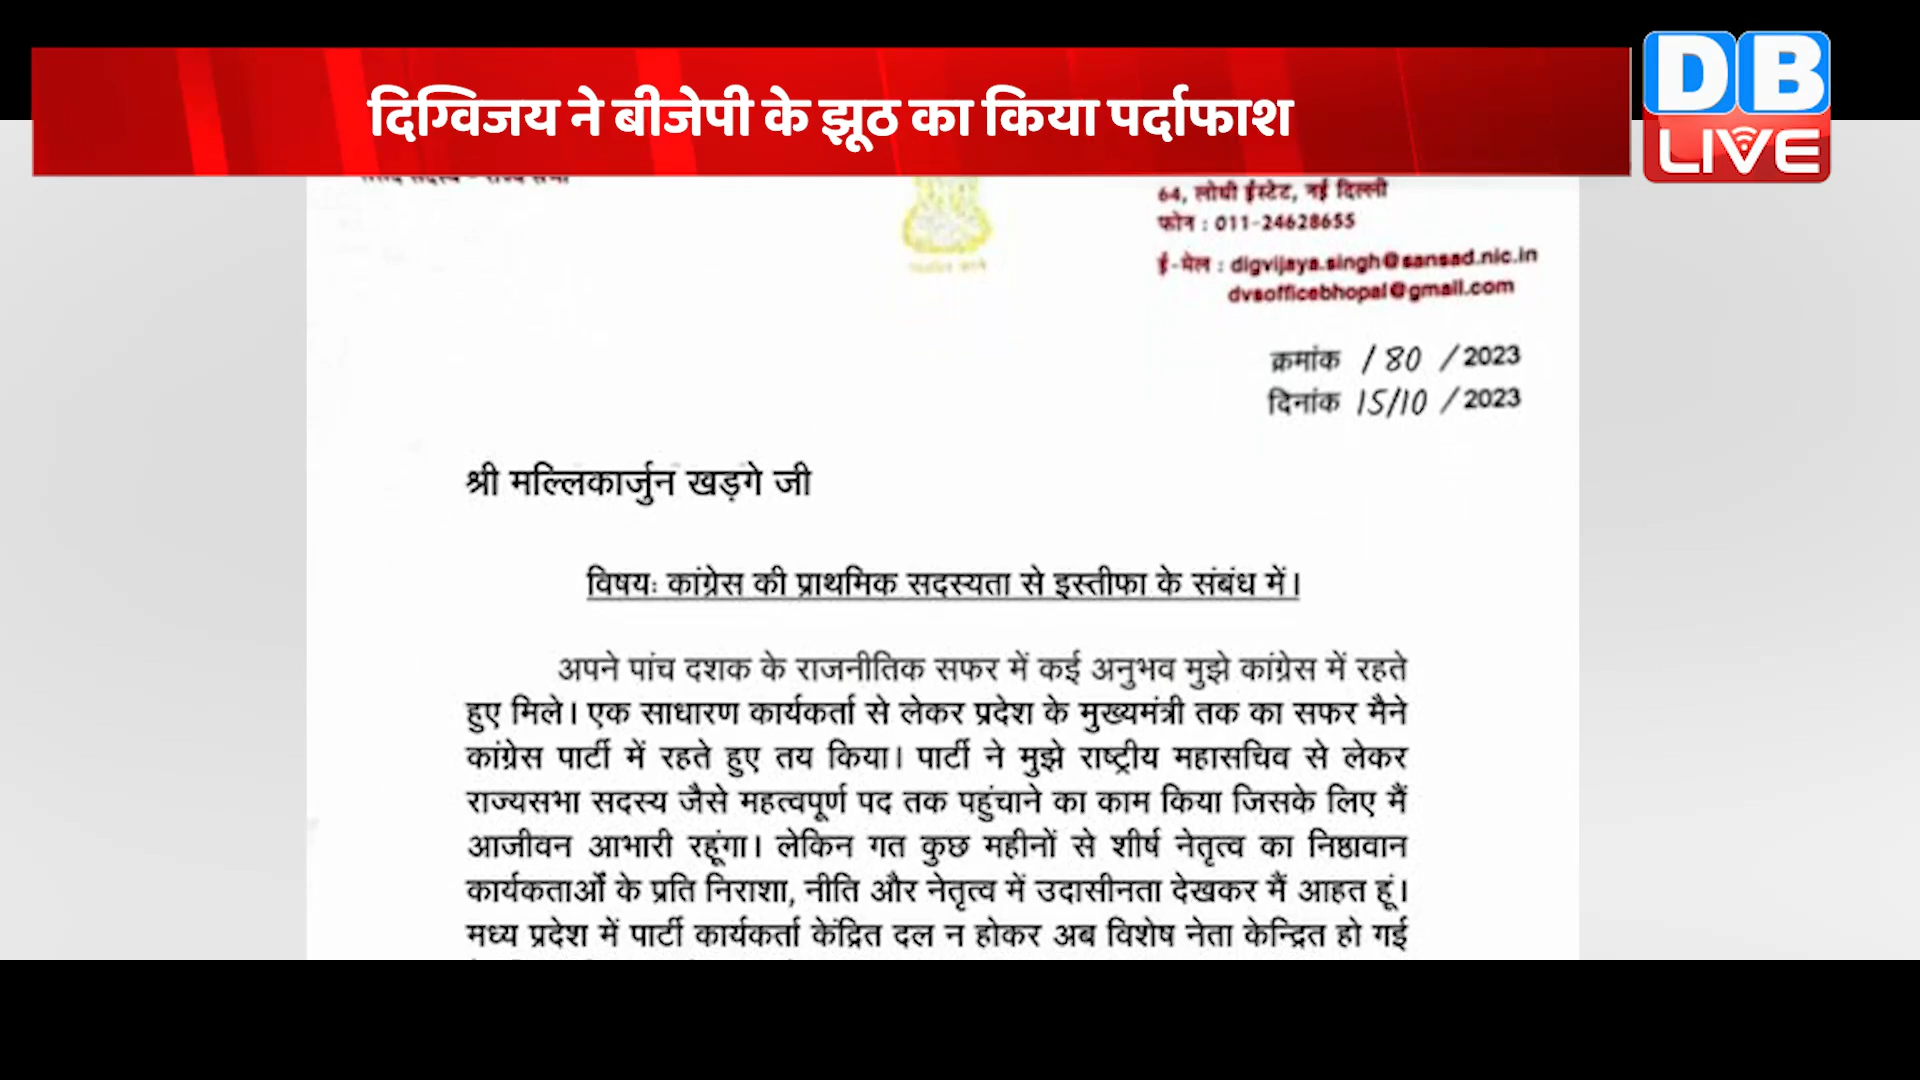 दिग्विजय ने बीजेपी के झूठ का किया पर्दाफाश
DB
LIVE
64, लोधी ईस्टेट, नई दिल्ली
फोन : 011-24628655
ई-मेल : digvijaya.singh@sansad.nic.in
dvsofficebhopal@gmail.com
क्रमांक /80 /2023
दिनांक 15/10 /2023
श्री मल्लिकार्जुन खड़गे जी
विषयः कांग्रेस की प्राथमिक सदस्यता से इस्तीफा के संबंध में।
अपने पांच दशक के राजनीतिक सफर में कई अनुभव मुझे कांग्रेस में रहते
हुए मिले। एक साधारण कार्यकर्ता से लेकर प्रदेश के मुख्यमंत्री तक का सफर मैने
कांग्रेस पार्टी में रहते हुए तय किया। पार्टी ने मुझे राष्ट्रीय महासचिव से लेकर
राज्यसभा सदस्य जैसे महत्वपूर्ण पद तक पहुंचाने का काम किया जिसके लिए मैं
आजीवन आभारी रहूंगा। लेकिन गत कुछ महीनों से शीर्ष नेतृत्व का निष्ठावान
कार्यकताओं के प्रति निराशा, नीति और नेतृत्व में उदासीनता देखकर मैं आहत हूं।
मध्य प्रदेश में पार्टी कार्यकर्ता केंद्रित दल न होकर अब विशेष नेता केन्द्रित हो गई